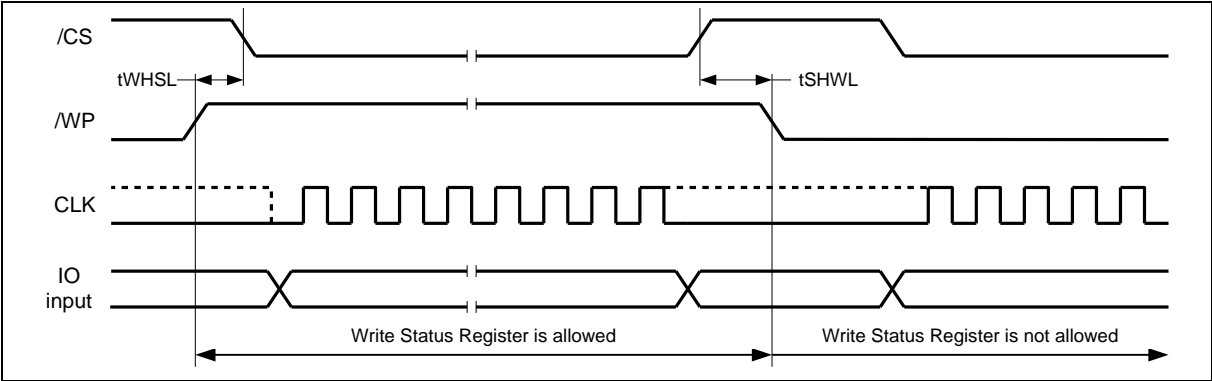 /CS
tWHSL
tSHWL
/WP
CLK
IO
input
Write Status Register is allowed
Write Status Register is not allowed